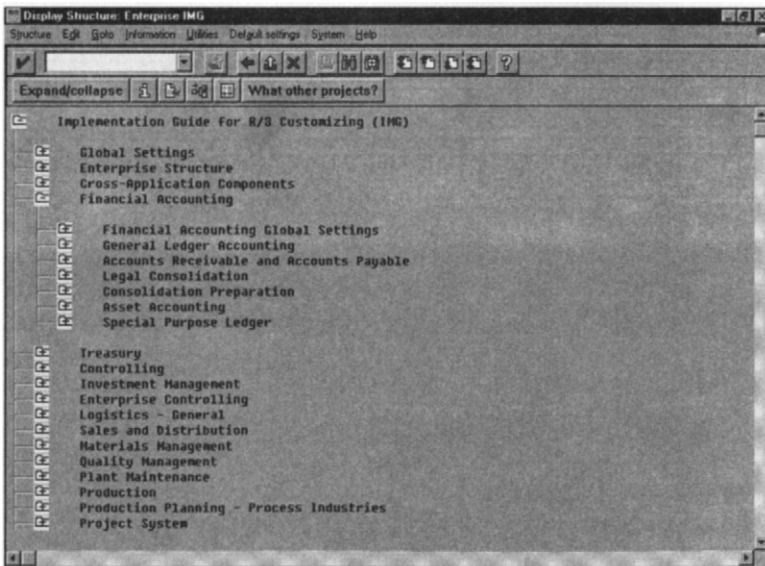 Display Structure: Enterprise IMG
Structure Edit Goto Information Utilities Default settings System Help
Expand/collapse What other projects?
Implementation Guide for R/3 Customizing (IMG)
Global Settings
Enterprise Structure
Cross-Application Components
Financial Accounting
Financial Accounting Global Settings
General Ledger Accounting
Accounts Receivable and Accounts Payable
Legal Consolidation
Consolidation Preparation
Asset Accounting
Special Purpose Ledger
Treasury
Controlling
Investment Management
Enterprise Controlling
Logistics - General
Sales and Distribution
Materials Management
Quality Management
Plant Maintenance
Production
Production Planning - Process Industries
Project System